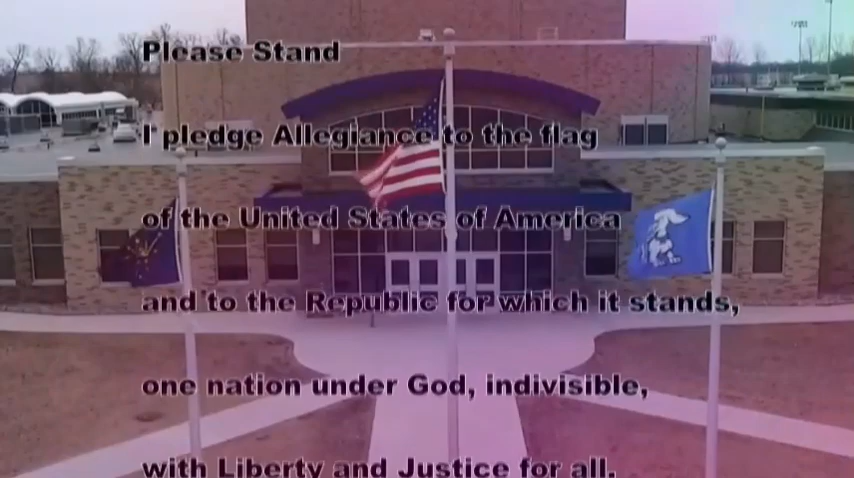 Please Stand
I pledge Allegiance to the flag
of the United States of America
and to the Republic for which it stands,
one nation under God, indivisible,
with Liberty and Justice for all.